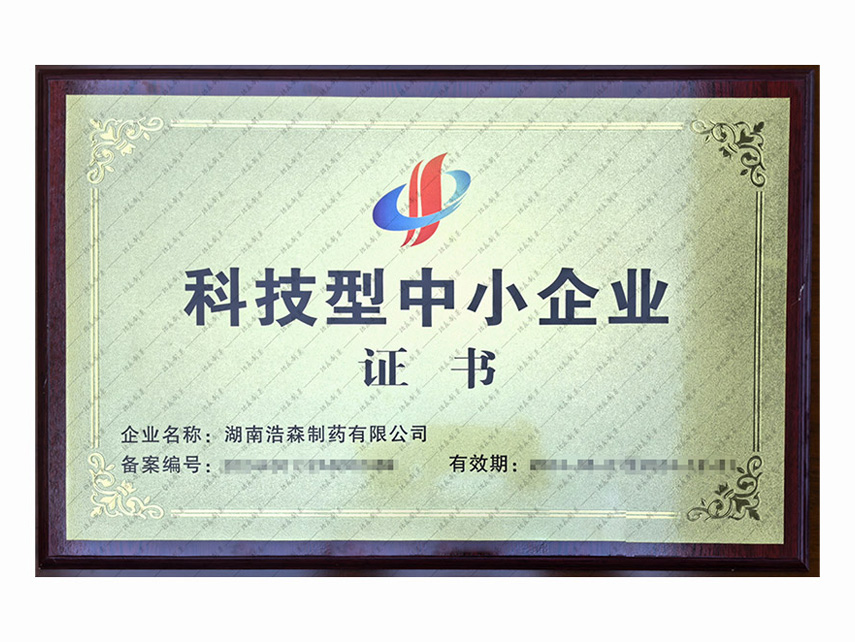 科技型中小企业
证 书
企业名称：湖南浩森制药有限公司
备案编号：
有效期：